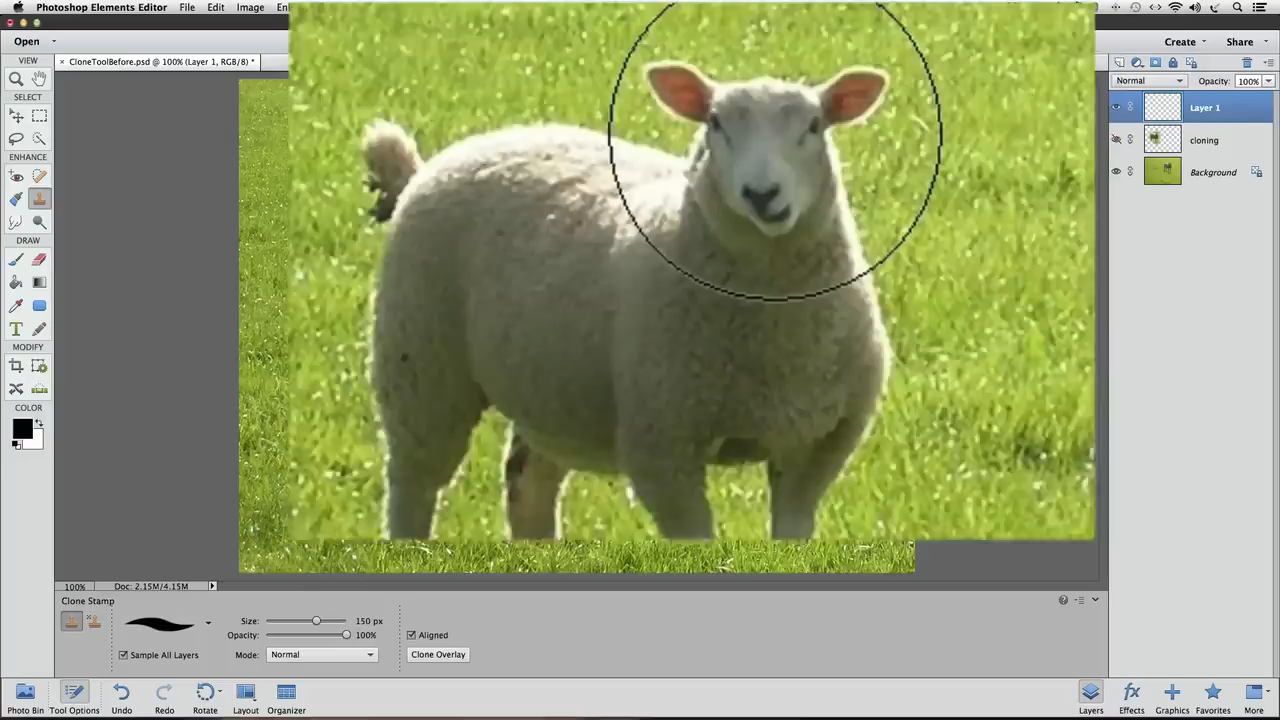 Photoshop Elements Editor File Edit Image
Open
Create Share
VIEW
× CloneToolBefore.psd @ 100% (Layer 1, RGB/8) *
SELECT
ENHANCE
DRAW
T
MODIFY
COLOR
Normal Opacity: 100%
Layer 1
cloning
Background
100% Doc: 2.15M/4.15M
Clone Stamp
Size: 150 px
Opacity: 100%
Aligned
Sample All Layers
Mode: Normal
Clone Overlay
Photo Bin Tool Options Undo Redo Rotate Layout Organizer
fx
Layers Effects Graphics Favorites More